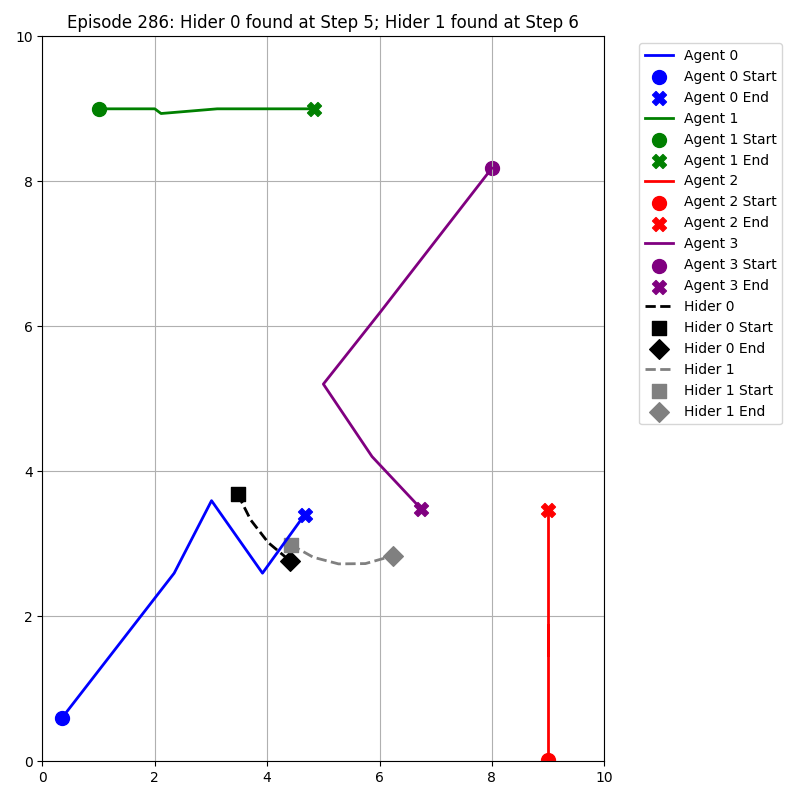 Episode 286: Hider 0 found at Step 5; Hider 1 found at Step 6
10
8
6
4
2
0
0 2 4 6 8 10
Agent 0
Agent 0 Start
Agent 0 End
Agent 1
Agent 1 Start
Agent 1 End
Agent 2
Agent 2 Start
Agent 2 End
Agent 3
Agent 3 Start
Agent 3 End
Hider 0
Hider 0 Start
Hider 0 End
Hider 1
Hider 1 Start
Hider 1 End